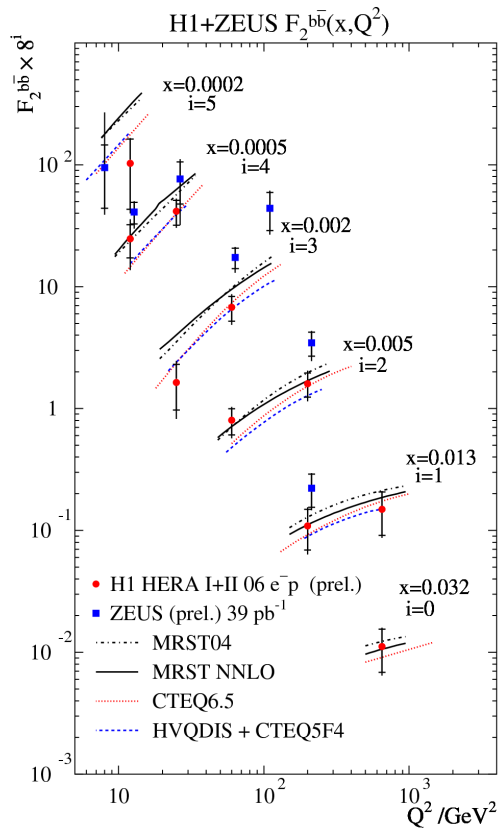 H1+ZEUS F₂ᵇᵇ̅(x,Q²)
F₂ᵇᵇ̅ × 8ⁱ
x=0.0002
i=5
x=0.0005
i=4
10²
x=0.002
i=3
10
x=0.005
i=2
1
x=0.013
i=1
10⁻¹
H1 HERA I+II 06 e⁻p (prel.)
ZEUS (prel.) 39 pb⁻¹
x=0.032
i=0
MRST04
10⁻²
MRST NNLO
CTEQ6.5
HVQDIS + CTEQ5F4
10⁻³
10 10² 10³
Q² /GeV²